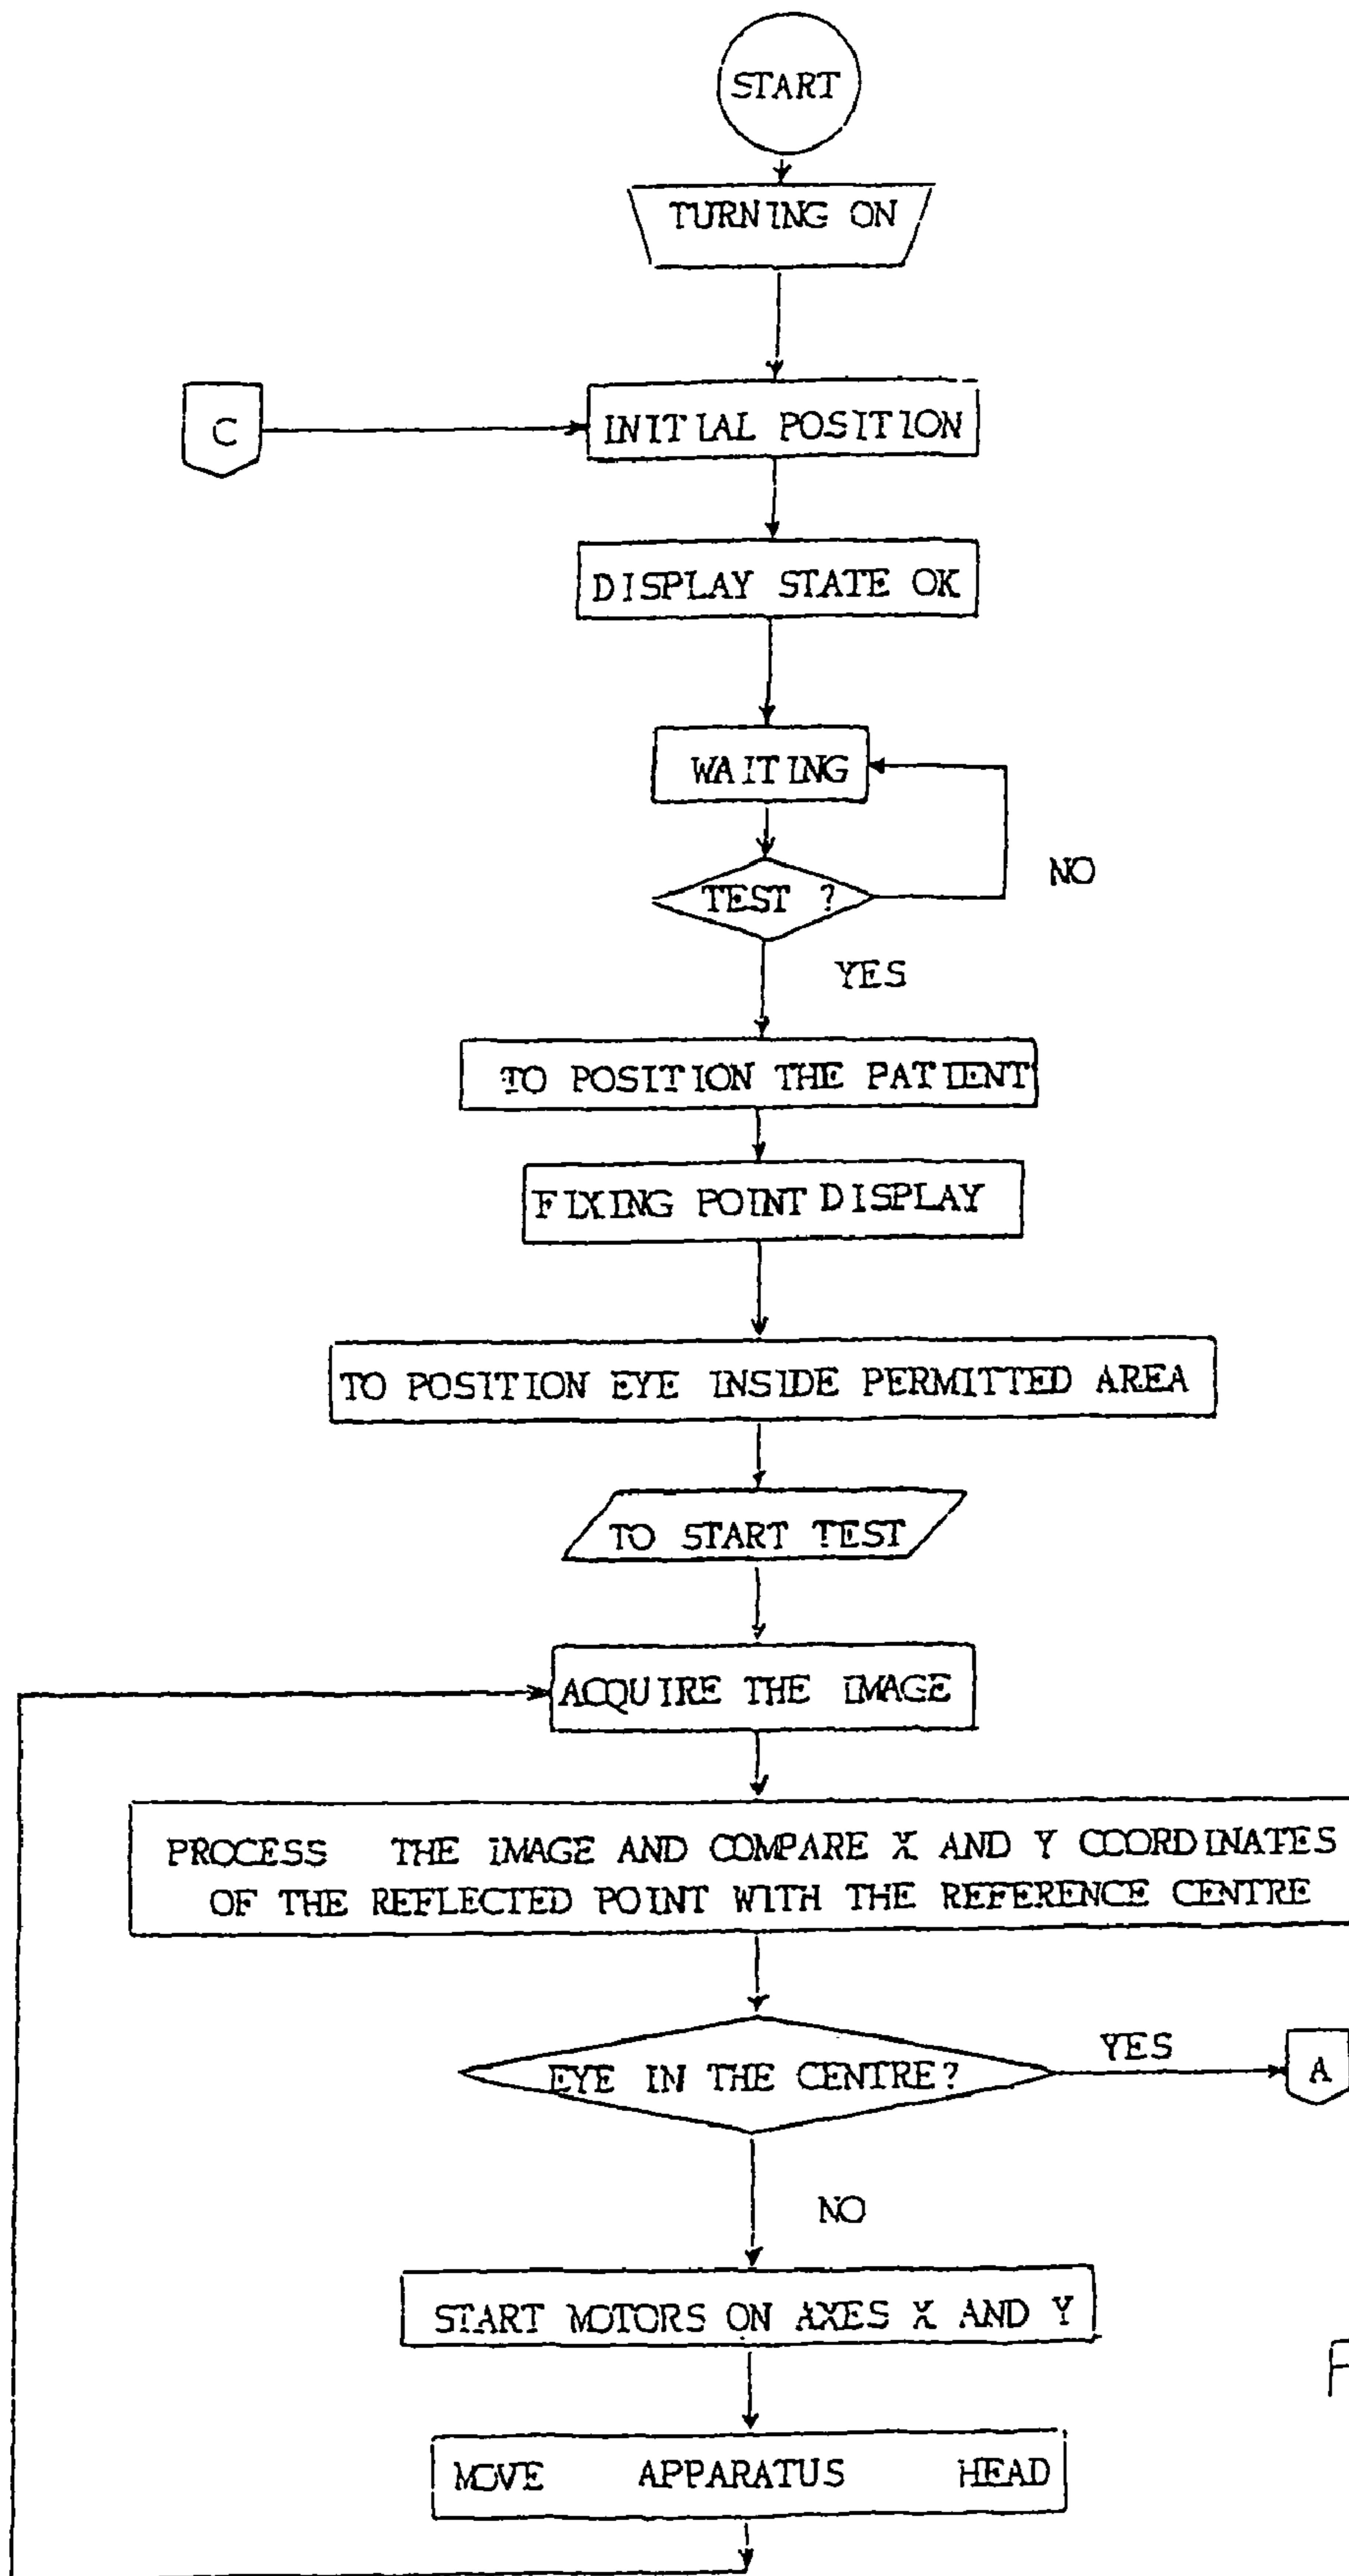 START
TURNING ON
C
INITIAL POSITION
DISPLAY STATE OK
WAITING
NO
TEST ?
YES
TO POSITION THE PATIENT
FIXING POINT DISPLAY
TO POSITION EYE INSIDE PERMITTED AREA
TO START TEST
ACQUIRE THE IMAGE
PROCESS THE IMAGE AND COMPARE X AND Y COORDINATES
OF THE REFLECTED POINT WITH THE REFERENCE CENTRE
EYE IN THE CENTRE?
YES
A
NO
START MOTORS ON AXES X AND Y
MOVE APPARATUS HEAD